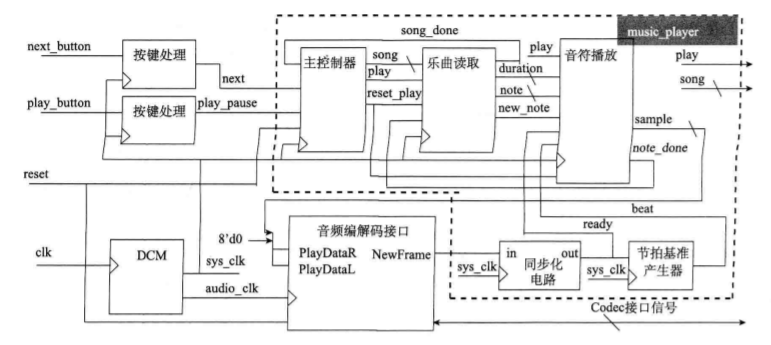 song_done
music_player
next_button
按键处理
next
play_button
按键处理
play_pause
主控制器
song
play
reset_play
乐曲读取
duration
note
new_note
play
音符播放
play
song
sample
note_done
reset
beat
ready
8'd0
音频编解码接口
PlayDataR
PlayDataL
NewFrame
in
out
同步化
电路
sys_clk
节拍基准
产生器
sys_clk
clk
DCM
sys_clk
audio_clk
Codec接口信号